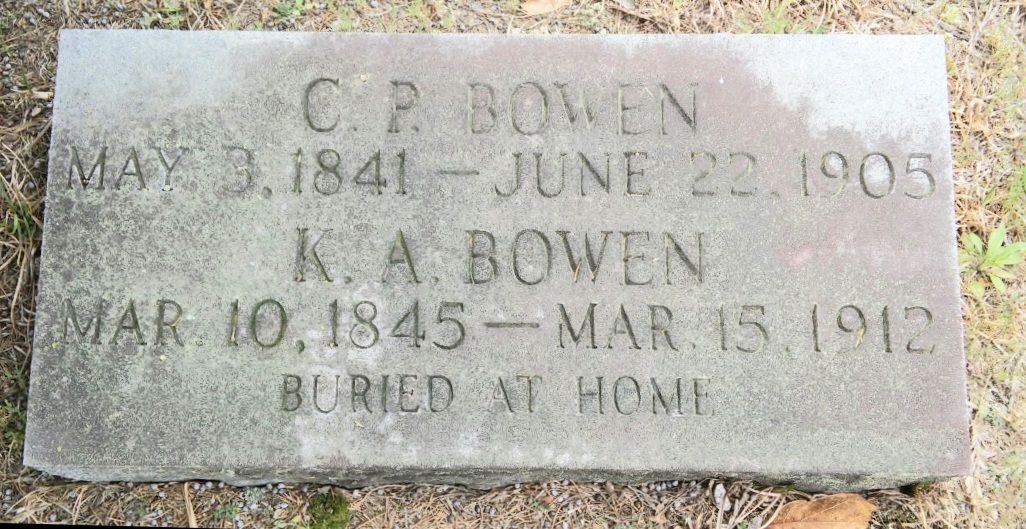 C. P. BOWEN
MAY 3, 1841 — JUNE 22, 1905
K. A. BOWEN
MAR. 10, 1845 — MAR. 15, 1912
BURIED AT HOME